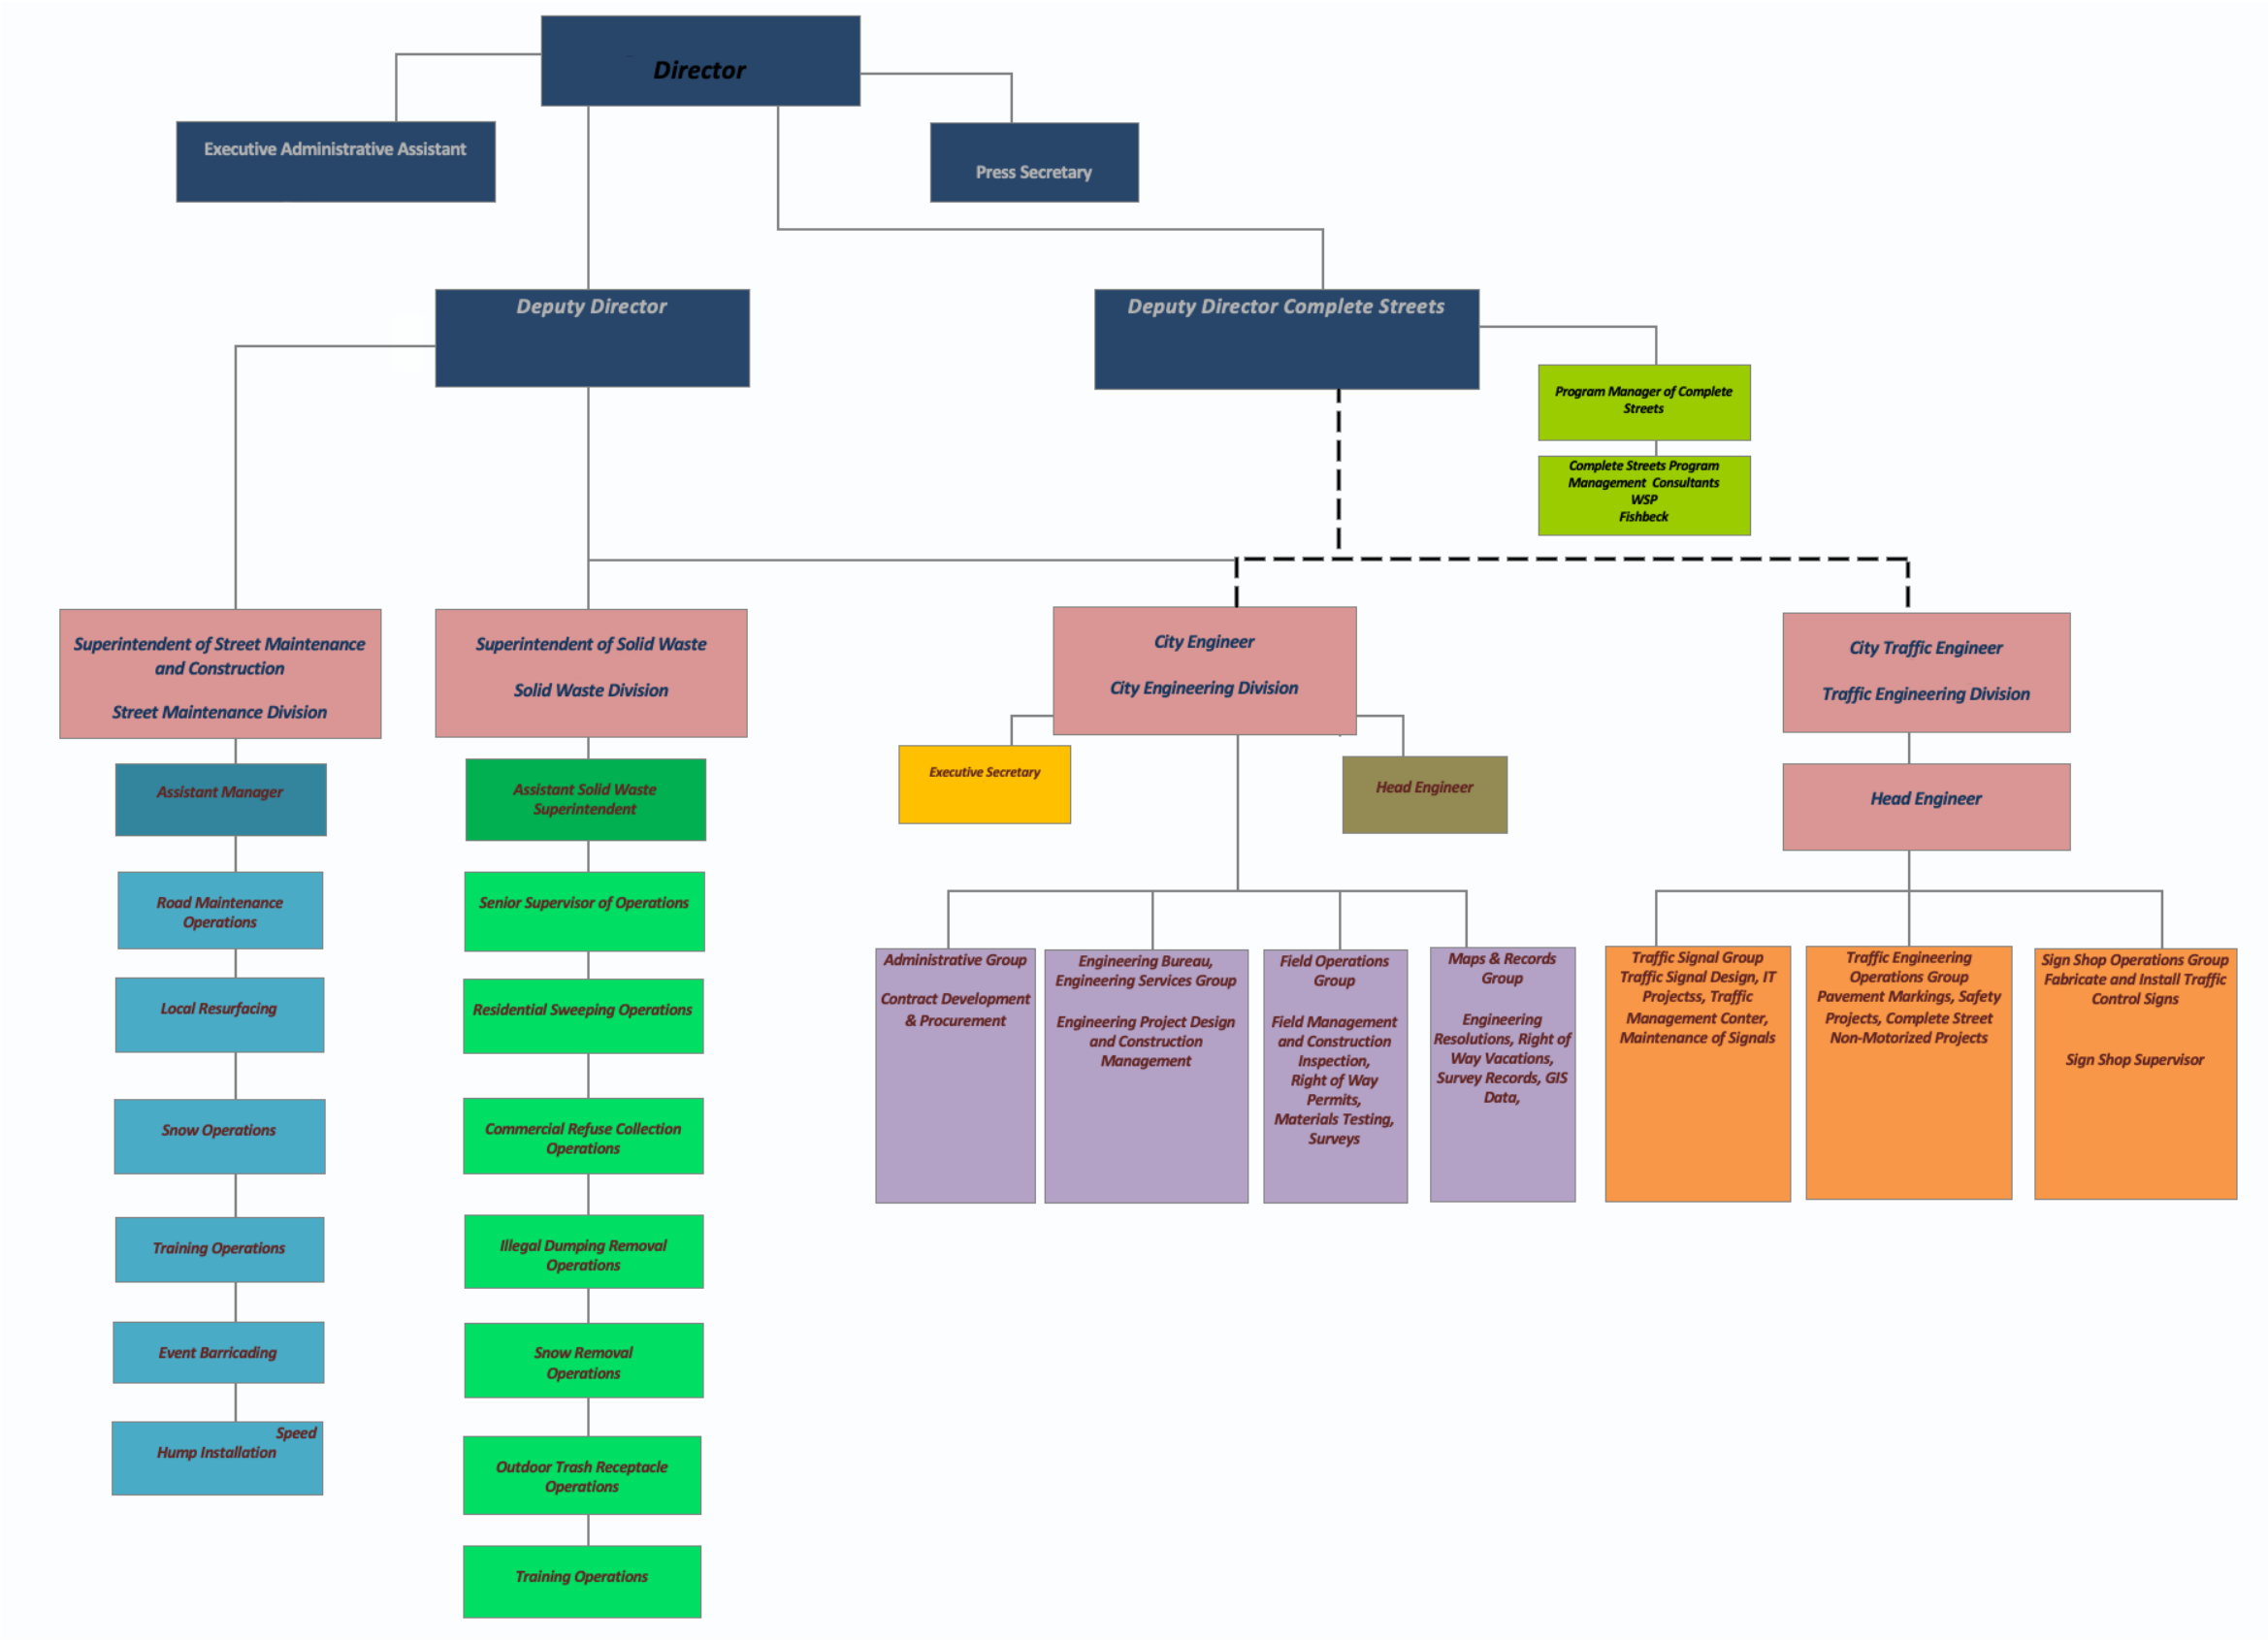 Director
Executive Administrative Assistant
Press Secretary
Deputy Director
Deputy Director Complete Streets
Program Manager of Complete
Streets
Complete Streets Program
Management Consultants
WSP
Fishbeck
Superintendent of Street Maintenance
and Construction
Street Maintenance Division
Superintendent of Solid Waste
Solid Waste Division
City Engineer
City Engineering Division
City Traffic Engineer
Traffic Engineering Division
Assistant Manager
Road Maintenance
Operations
Local Resurfacing
Snow Operations
Training Operations
Event Barricading
Speed
Hump Installation
Assistant Solid Waste
Superintendent
Senior Supervisor of Operations
Residential Sweeping Operations
Commercial Refuse Collection
Operations
Illegal Dumping Removal
Operations
Snow Removal
Operations
Outdoor Trash Receptacle
Operations
Training Operations
Executive Secretary
Head Engineer
Head Engineer
Administrative Group
Contract Development
& Procurement
Engineering Bureau,
Engineering Services Group
Engineering Project Design
and Construction
Management
Field Operations
Group
Field Management
and Construction
Inspection,
Right of Way
Permits,
Materials Testing,
Surveys
Maps & Records
Group
Engineering
Resolutions, Right of
Way Vacations,
Survey Records, GIS
Data,
Traffic Signal Group
Traffic Signal Design, IT
Projectss, Traffic
Management Conter,
Maintenance of Signals
Traffic Engineering
Operations Group
Pavement Markings, Safety
Projects, Complete Street
Non-Motorized Projects
Sign Shop Operations Group
Fabricate and Install Traffic
Control Signs
Sign Shop Supervisor